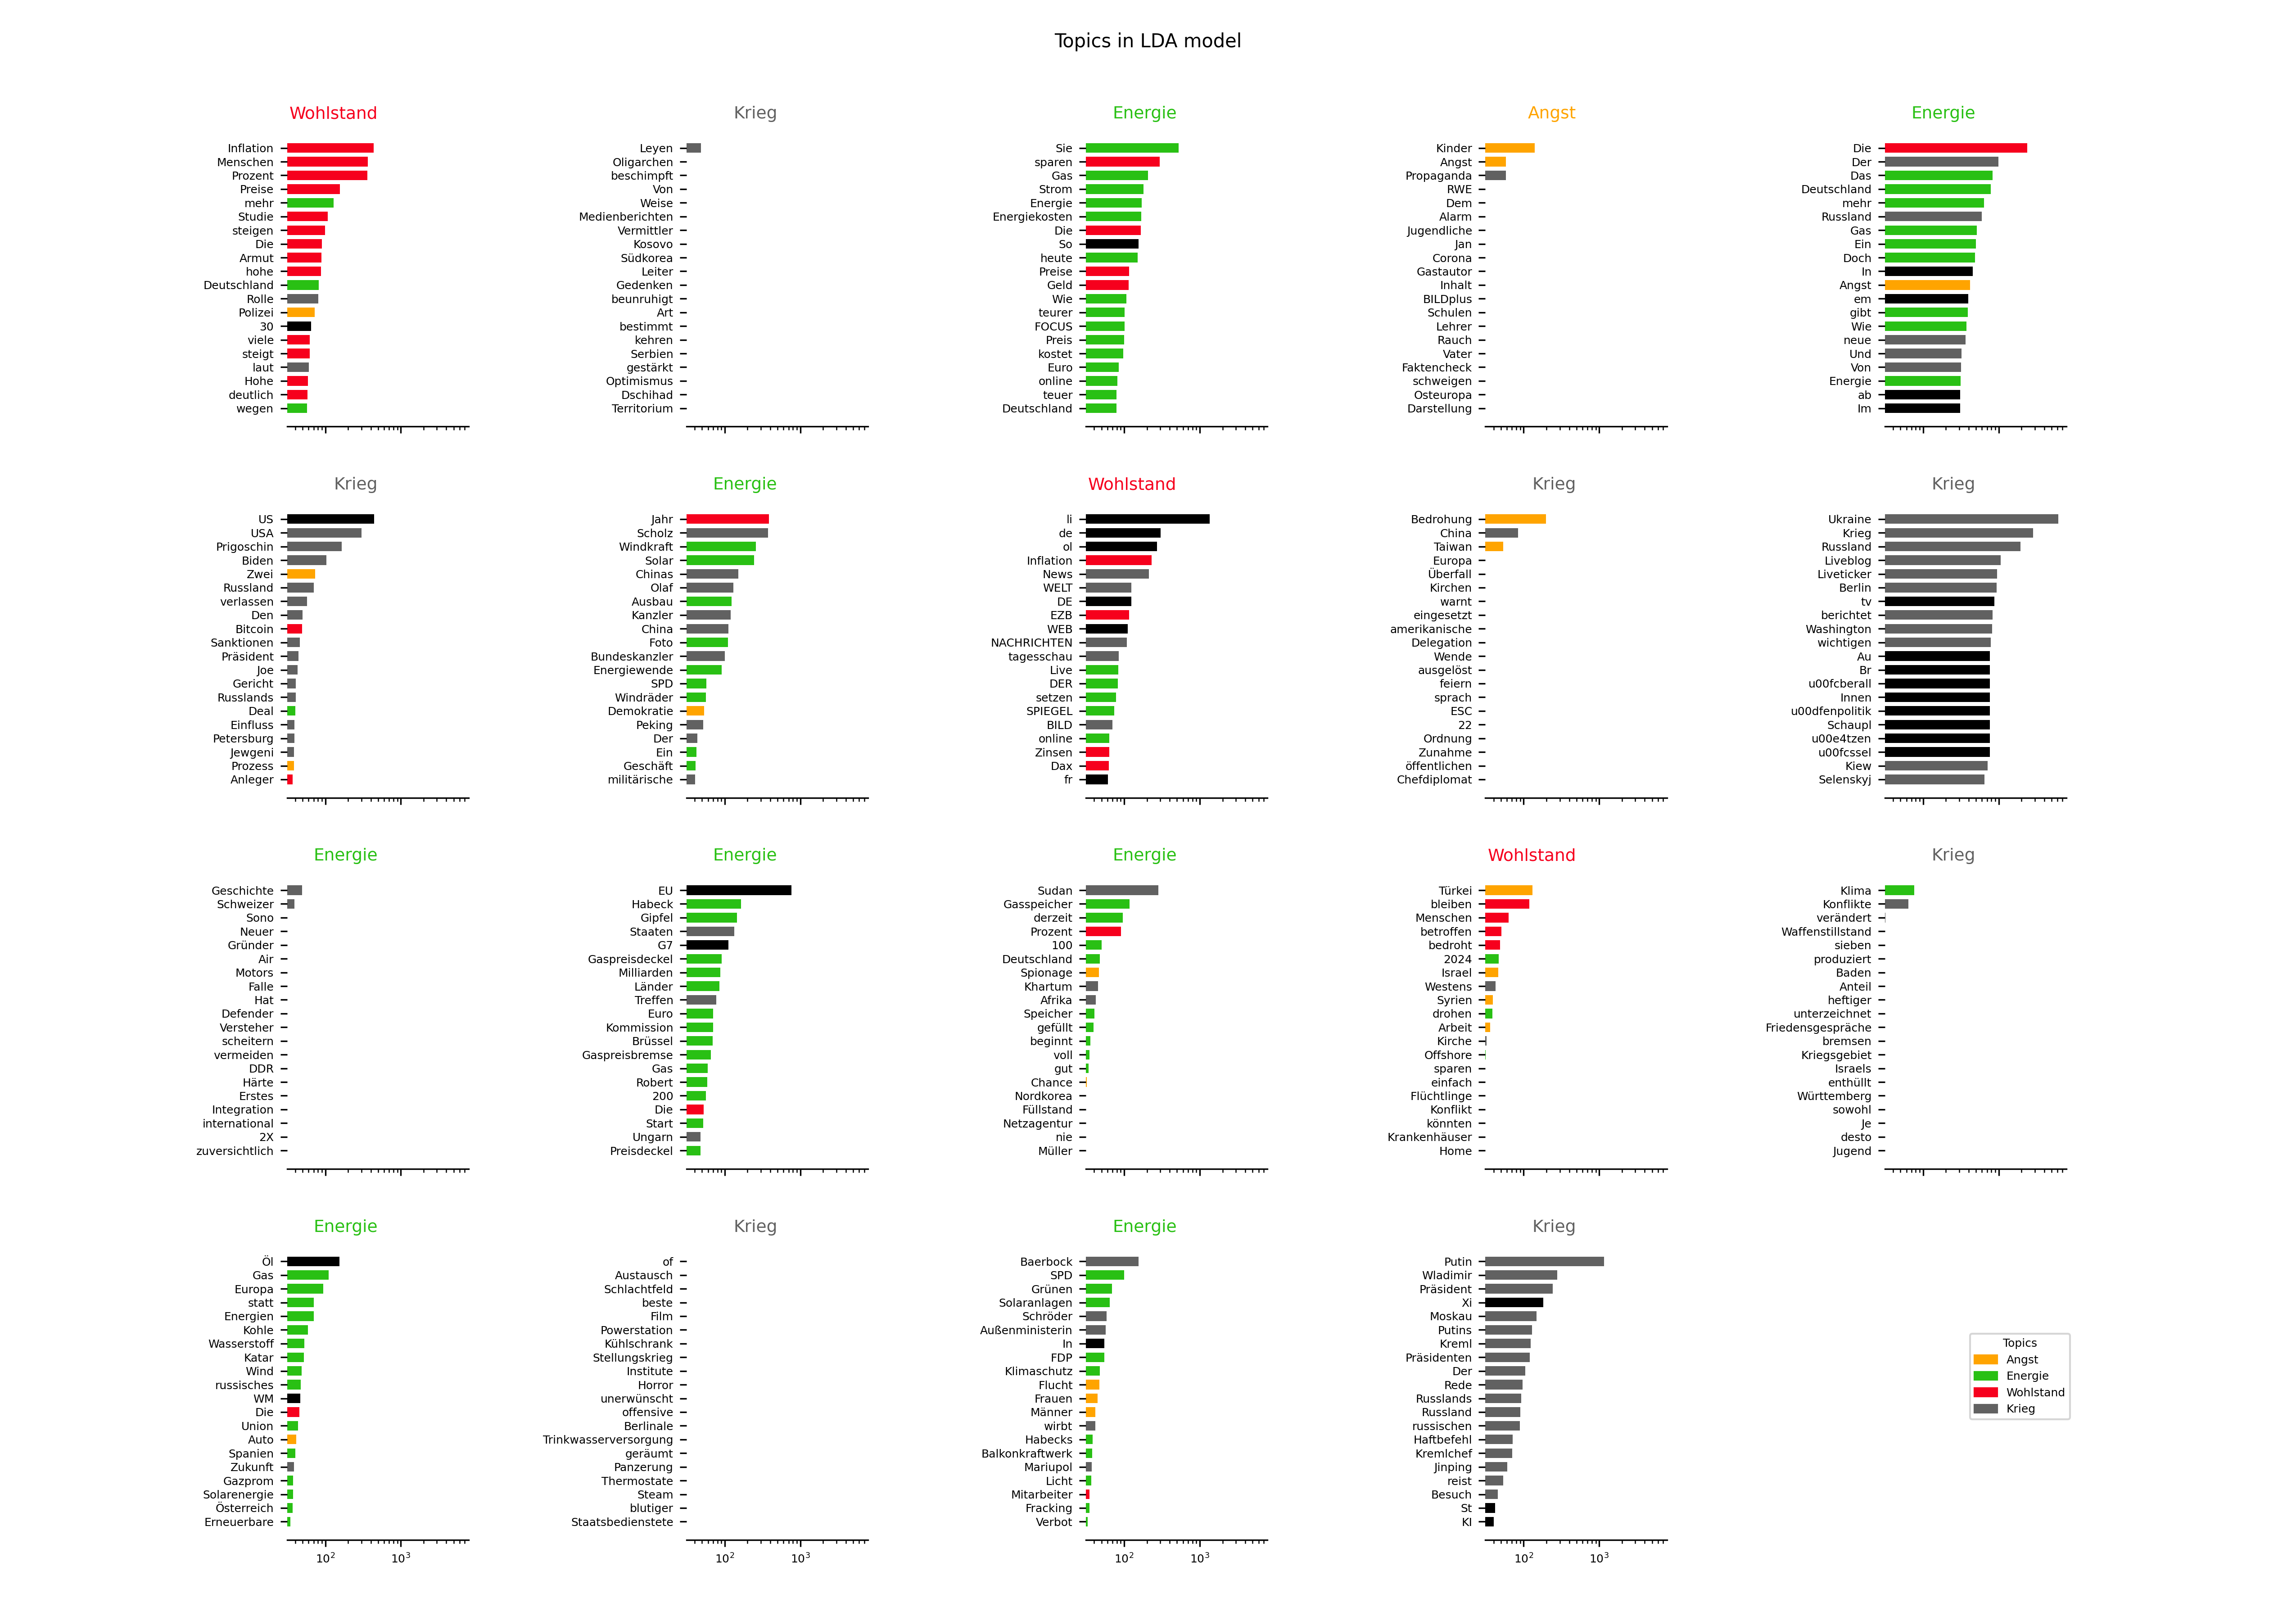 Topics in LDA model
Wohlstand
Inflation
Menschen
Prozent
Preise
mehr
Studie
steigen
Die
Armut
hohe
Deutschland
Rolle
Polizei
30
viele
steigt
laut
Hohe
deutlich
wegen
Krieg
Leyen
Oligarchen
beschimpft
Von
Weise
Medienberichten
Vermittler
Kosovo
Südkorea
Leiter
Gedenken
beunruhigt
Art
bestimmt
kehren
Serbien
gestärkt
Optimismus
Dschihad
Territorium
Energie
Sie
sparen
Gas
Strom
Energie
Energiekosten
Die
So
heute
Preise
Geld
Wie
teurer
FOCUS
Preis
kostet
Euro
online
teuer
Deutschland
Angst
Kinder
Angst
Propaganda
RWE
Dem
Alarm
Jugendliche
Jan
Corona
Gastautor
Inhalt
BILDplus
Schulen
Lehrer
Rauch
Vater
Faktencheck
schweigen
Osteuropa
Darstellung
Energie
Die
Der
Das
Deutschland
mehr
Russland
Gas
Ein
Doch
In
Angst
em
gibt
Wie
neue
Und
Von
Energie
ab
Im
Krieg
US
USA
Prigoschin
Biden
Zwei
Russland
verlassen
Den
Bitcoin
Sanktionen
Präsident
Joe
Gericht
Russlands
Deal
Einfluss
Petersburg
Jewgeni
Prozess
Anleger
Energie
Jahr
Scholz
Windkraft
Solar
Chinas
Olaf
Ausbau
Kanzler
China
Foto
Bundeskanzler
Energiewende
SPD
Windräder
Demokratie
Peking
Der
Ein
Geschäft
militärische
Wohlstand
li
de
ol
Inflation
News
WELT
DE
EZB
WEB
NACHRICHTEN
tagesschau
Live
DER
setzen
SPIEGEL
BILD
online
Zinsen
Dax
fr
Krieg
Bedrohung
China
Taiwan
Europa
Überfall
Kirchen
warnt
eingesetzt
amerikanische
Delegation
Wende
ausgelöst
feiern
sprach
ESC
22
Ordnung
Zunahme
öffentlichen
Chefdiplomat
Krieg
Ukraine
Krieg
Russland
Liveblog
Liveticker
Berlin
tv
berichtet
Washington
wichtigen
Au
Br
u00fcberall
Innen
u00dfenpolitik
Schaupl
u00e4tzen
u00fcssel
Kiew
Selenskyj
Energie
Geschichte
Schweizer
Sono
Neuer
Gründer
Air
Motors
Falle
Hat
Defender
Versteher
scheitern
vermeiden
DDR
Härte
Erstes
Integration
international
2X
zuversichtlich
Energie
EU
Habeck
Gipfel
Staaten
G7
Gaspreisdeckel
Milliarden
Länder
Treffen
Euro
Kommission
Brüssel
Gaspreisbremse
Gas
Robert
200
Die
Start
Ungarn
Preisdeckel
Energie
Sudan
Gasspeicher
derzeit
Prozent
100
Deutschland
Spionage
Khartum
Afrika
Speicher
gefüllt
beginnt
voll
gut
Chance
Nordkorea
Füllstand
Netzagentur
nie
Müller
Wohlstand
Türkei
bleiben
Menschen
betroffen
bedroht
2024
Israel
Westens
Syrien
drohen
Arbeit
Kirche
Offshore
sparen
einfach
Flüchtlinge
Konflikt
könnten
Krankenhäuser
Home
Krieg
Klima
Konflikte
verändert
Waffenstillstand
sieben
produziert
Baden
Anteil
heftiger
unterzeichnet
Friedensgespräche
bremsen
Kriegsgebiet
Israels
enthüllt
Württemberg
sowohl
Je
desto
Jugend
Energie
Öl
Gas
Europa
statt
Energien
Kohle
Wasserstoff
Katar
Wind
russisches
WM
Die
Union
Auto
Spanien
Zukunft
Gazprom
Solarenergie
Österreich
Erneuerbare
10² 10³
Krieg
of
Austausch
Schlachtfeld
beste
Film
Powerstation
Kühlschrank
Stellungskrieg
Institute
Horror
unerwünscht
offensive
Berlinale
Trinkwasserversorgung
geräumt
Panzerung
Thermostate
Steam
blutiger
Staatsbedienstete
10² 10³
Energie
Baerbock
SPD
Grünen
Solaranlagen
Schröder
Außenministerin
In
FDP
Klimaschutz
Flucht
Frauen
Männer
wirbt
Habecks
Balkonkraftwerk
Mariupol
Licht
Mitarbeiter
Fracking
Verbot
10² 10³
Krieg
Putin
Wladimir
Präsident
Xi
Moskau
Putins
Kreml
Präsidenten
Der
Rede
Russlands
Russland
russischen
Haftbefehl
Kremlchef
Jinping
reist
Besuch
St
KI
10² 10³
Topics
Angst
Energie
Wohlstand
Krieg